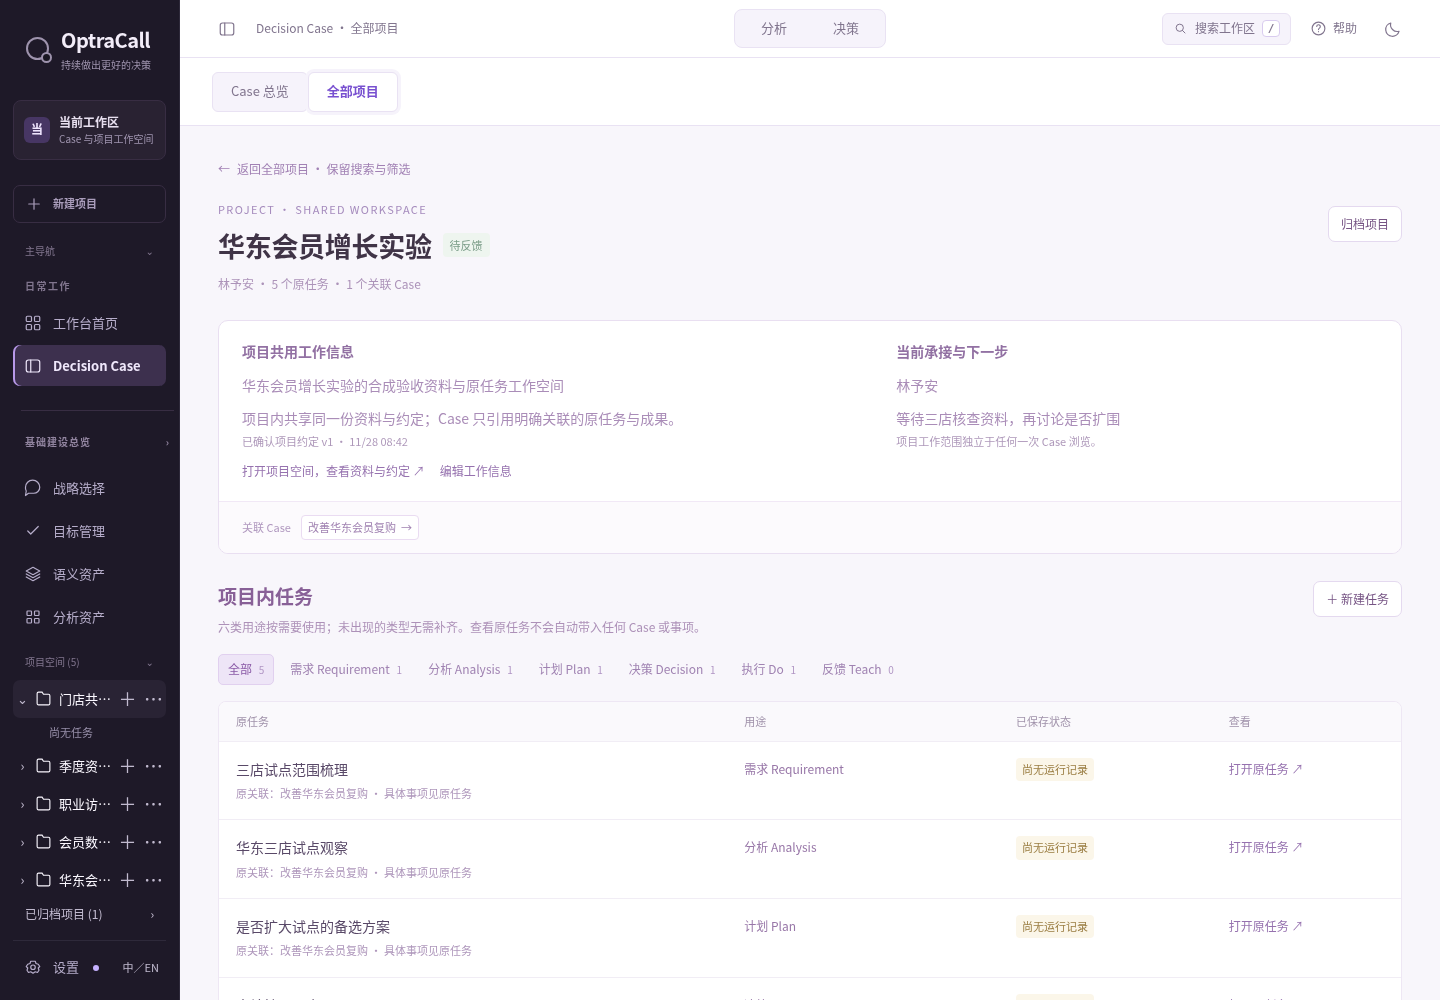 OptraCall
持续做出更好的决策
当
当前工作区
Case 与项目工作空间
新建项目
主导航
日常工作
工作台首页
Decision Case
基础建设总览
战略选择
目标管理
语义资产
分析资产
项目空间 (5)
门店共…
尚无任务
季度资…
职业访…
会员数…
华东会…
已归档项目 (1)
设置
中／EN
Decision Case · 全部项目
分析
决策
搜索工作区 /
帮助
Case 总览
全部项目
← 返回全部项目 · 保留搜索与筛选
PROJECT · SHARED WORKSPACE
华东会员增长实验
待反馈
林予安 · 5 个原任务 · 1 个关联 Case
归档项目
项目共用工作信息
华东会员增长实验的合成验收资料与原任务工作空间
项目内共享同一份资料与约定；Case 只引用明确关联的原任务与成果。
已确认项目约定 v1 · 11/28 08:42
打开项目空间，查看资料与约定 ↗
编辑工作信息
当前承接与下一步
林予安
等待三店核查资料，再讨论是否扩围
项目工作范围独立于任何一次 Case 浏览。
关联 Case
改善华东会员复购 →
项目内任务
六类用途按需要使用；未出现的类型无需补齐。查看原任务不会自动带入任何 Case 或事项。
＋ 新建任务
全部 5
需求 Requirement 1
分析 Analysis 1
计划 Plan 1
决策 Decision 1
执行 Do 1
反馈 Teach 0
原任务
用途
已保存状态
查看
三店试点范围梳理
原关联：改善华东会员复购 · 具体事项见原任务
需求 Requirement
尚无运行记录
打开原任务 ↗
华东三店试点观察
原关联：改善华东会员复购 · 具体事项见原任务
分析 Analysis
尚无运行记录
打开原任务 ↗
是否扩大试点的备选方案
原关联：改善华东会员复购 · 具体事项见原任务
计划 Plan
尚无运行记录
打开原任务 ↗